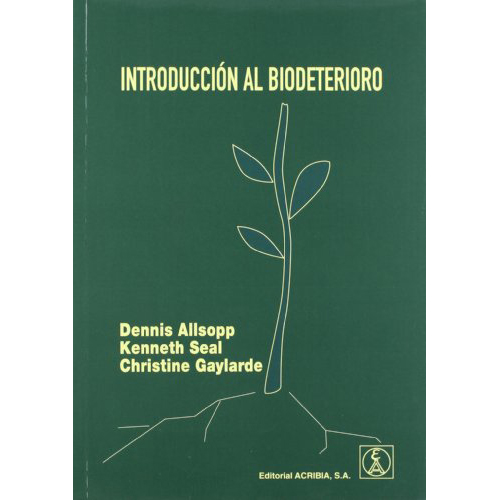 INTRODUCCIÓN AL BIODETERIORO
Dennis Allsopp
Kenneth Seal
Christine Gaylarde
Editorial ACRIBIA, S.A.
E
A